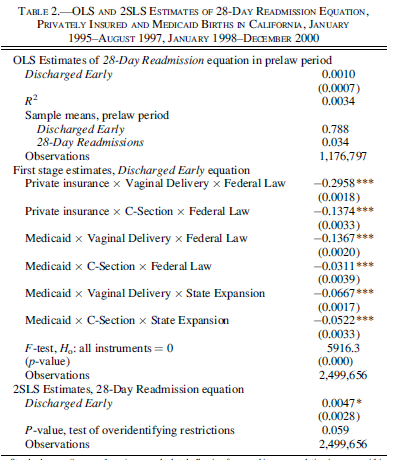 TABLE 2.—OLS AND 2SLS ESTIMATES OF 28-DAY READMISSION EQUATION,
PRIVATELY INSURED AND MEDICAID BIRTHS IN CALIFORNIA, JANUARY
1995–AUGUST 1997, JANUARY 1998–DECEMBER 2000
OLS Estimates of 28-Day Readmission equation in prelaw period
Discharged Early 0.0010
(0.0007)
R² 0.0034
Sample means, prelaw period
Discharged Early 0.788
28-Day Readmissions 0.034
Observations 1,176,797
First stage estimates, Discharged Early equation
Private insurance × Vaginal Delivery × Federal Law −0.2958***
(0.0018)
Private insurance × C-Section × Federal Law −0.1374***
(0.0033)
Medicaid × Vaginal Delivery × Federal Law −0.1367***
(0.0020)
Medicaid × C-Section × Federal Law −0.0311***
(0.0039)
Medicaid × Vaginal Delivery × State Expansion −0.0667***
(0.0017)
Medicaid × C-Section × State Expansion −0.0522***
(0.0033)
F-test, Hₒ: all instruments = 0 5916.3
(p-value) (0.000)
Observations 2,499,656
2SLS Estimates, 28-Day Readmission equation
Discharged Early 0.0047*
(0.0028)
P-value, test of overidentifying restrictions 0.059
Observations 2,499,656